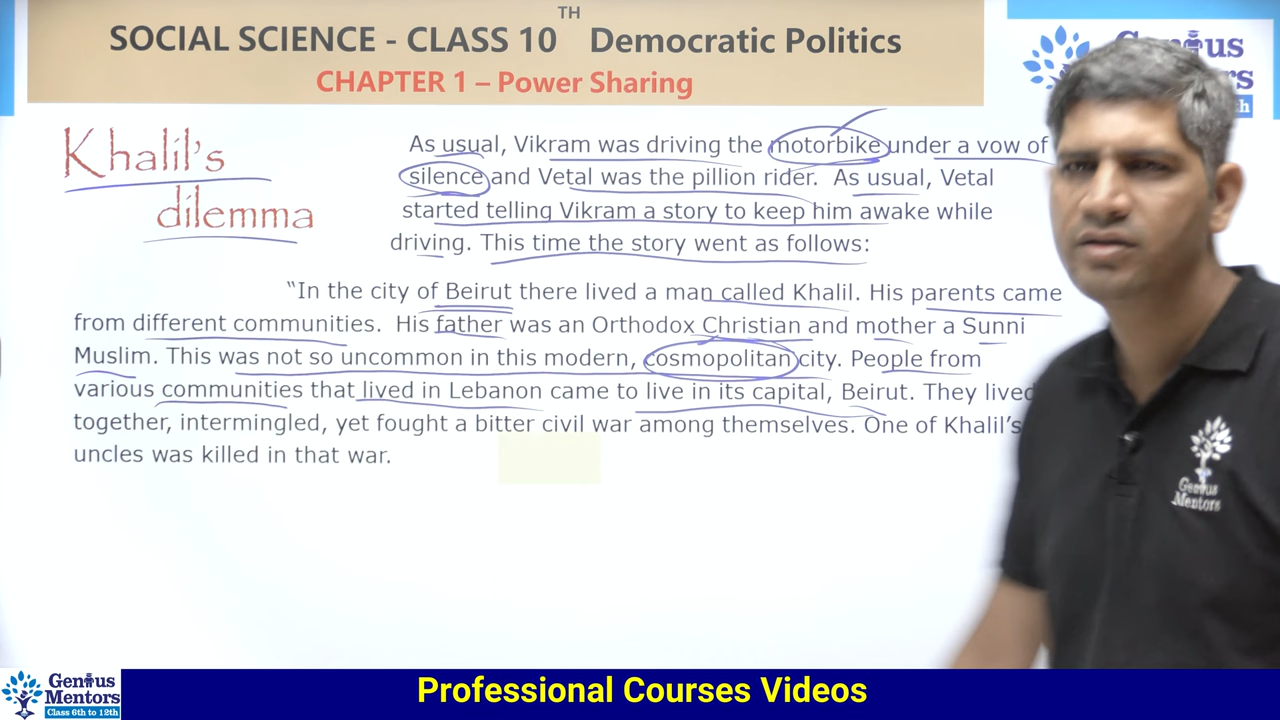 TH
SOCIAL SCIENCE - CLASS 10 Democratic Politics
CHAPTER 1 – Power Sharing
Genius
Mentors
Khalil's
dilemma
As usual, Vikram was driving the motorbike under a vow of
silence and Vetal was the pillion rider. As usual, Vetal
started telling Vikram a story to keep him awake while
driving. This time the story went as follows:
“In the city of Beirut there lived a man called Khalil. His parents came
from different communities. His father was an Orthodox Christian and mother a Sunni
Muslim. This was not so uncommon in this modern, cosmopolitan city. People from
various communities that lived in Lebanon came to live in its capital, Beirut. They lived
together, intermingled, yet fought a bitter civil war among themselves. One of Khalil’s
uncles was killed in that war.
Genius
Mentors
Genius
Mentors
Class 6th to 12th
Professional Courses Videos